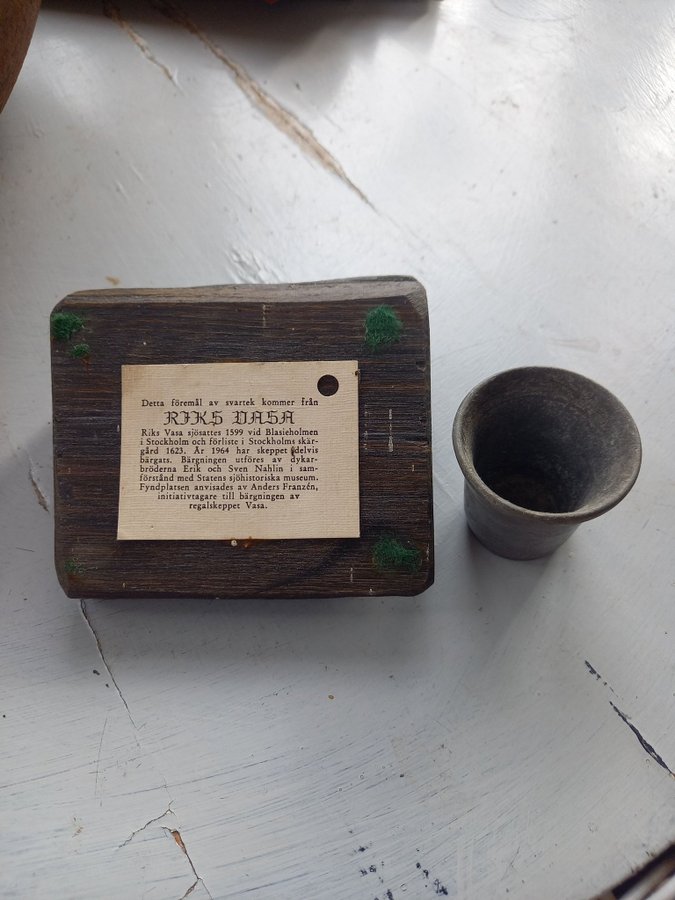 Detta föremål av svartek kommer från
RIKS VASA
Riks Vasa sjösattes 1599 vid Blasieholmen
i Stockholm och förliste i Stockholms skär-
gård 1623. År 1964 har skeppet delvis
bärgats. Bärgningen utföres av dykar-
bröderna Erik och Sven Nahlin i sam-
förstånd med Statens sjöhistoriska museum.
Fyndplatsen anvisades av Anders Franzén,
initiativtagare till bärgningen av
regalskeppet Vasa.